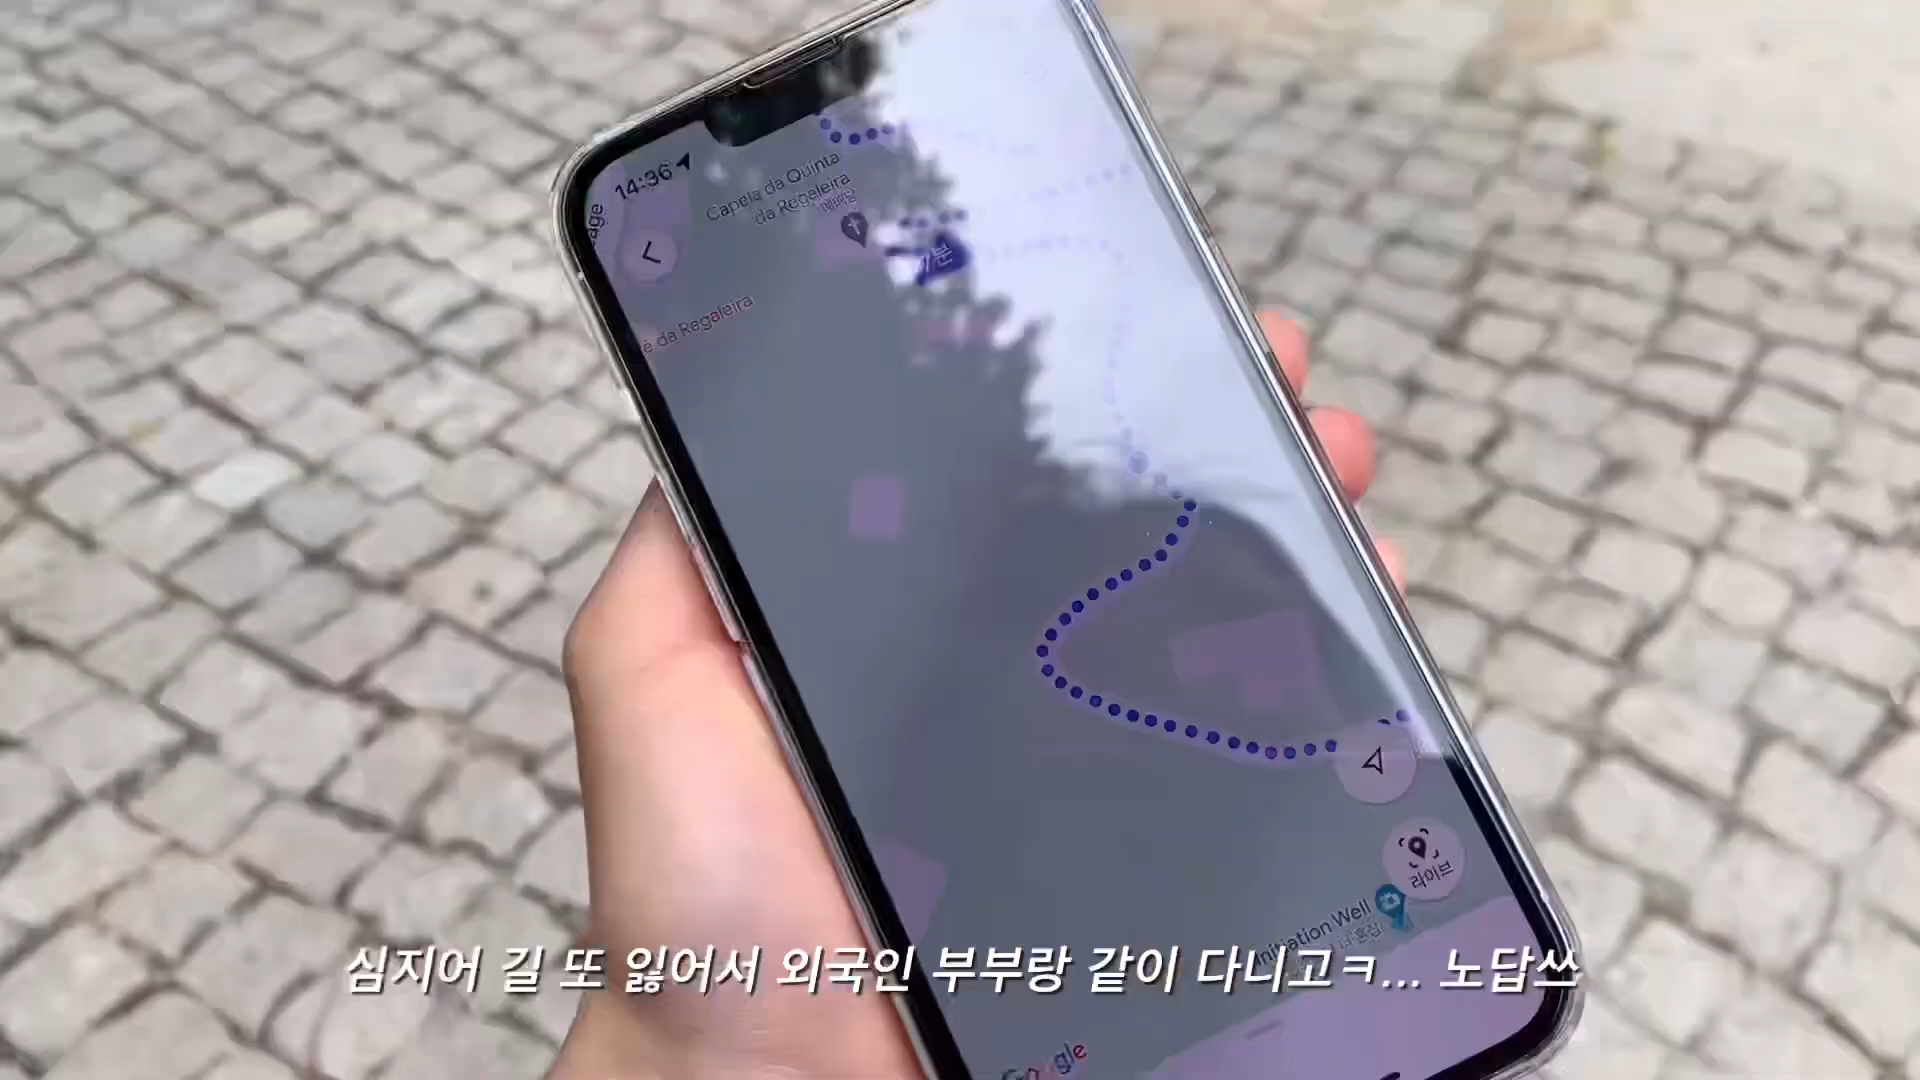 14:36
Capela da Quinta
da Regaleira
예배당
7분
é da Regaleira
라이브
Initiation Well
Google
심지어 길 또 잃어서 외국인 부부랑 같이 다니고ㅋ... 노답쓰